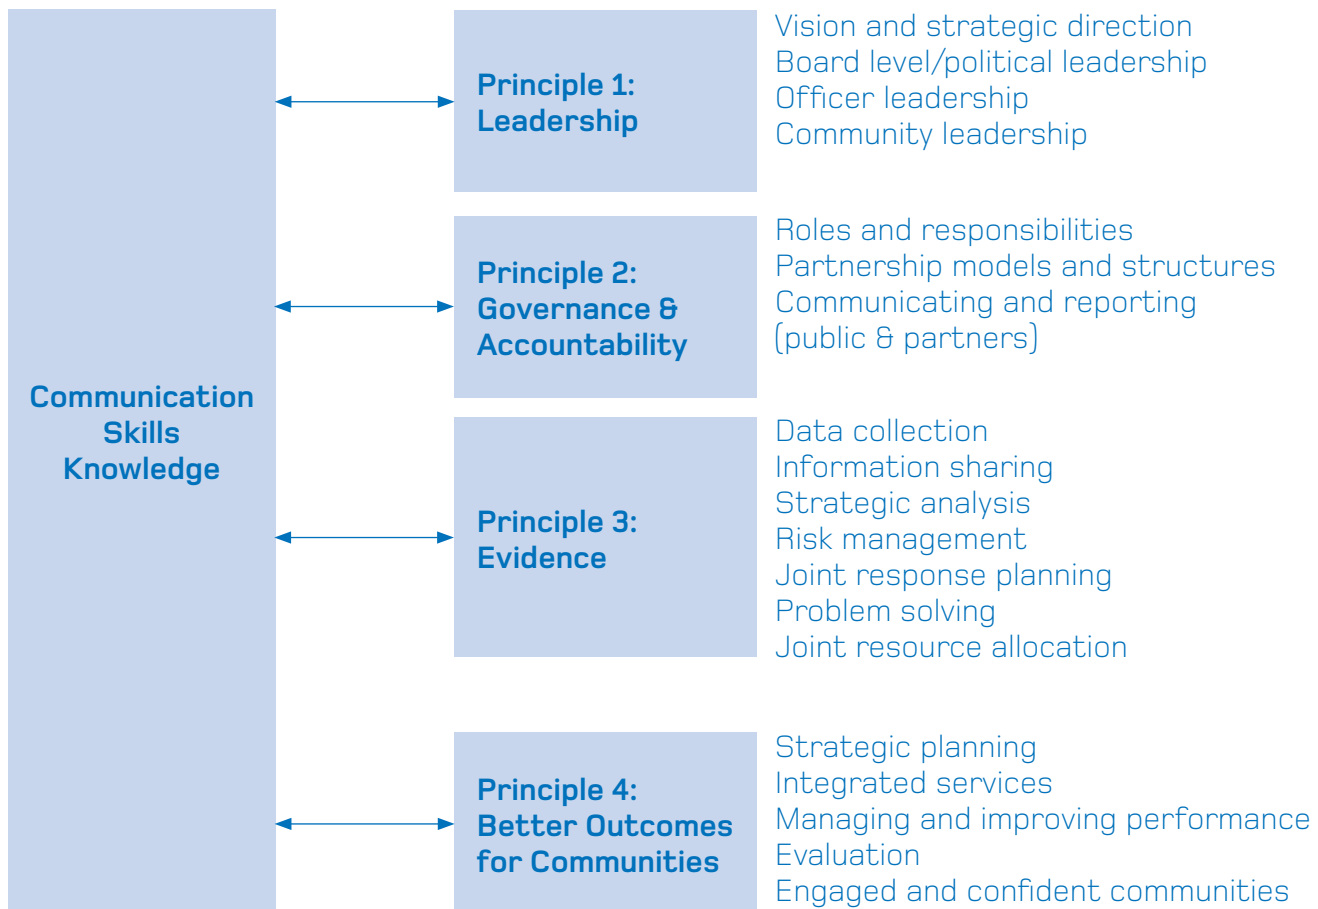 Communication
Skills
Knowledge
Principle 1:
Leadership
Vision and strategic direction
Board level/political leadership
Officer leadership
Community leadership
Principle 2:
Governance &
Accountability
Roles and responsibilities
Partnership models and structures
Communicating and reporting
(public & partners)
Principle 3:
Evidence
Data collection
Information sharing
Strategic analysis
Risk management
Joint response planning
Problem solving
Joint resource allocation
Principle 4:
Better Outcomes
for Communities
Strategic planning
Integrated services
Managing and improving performance
Evaluation
Engaged and confident communities